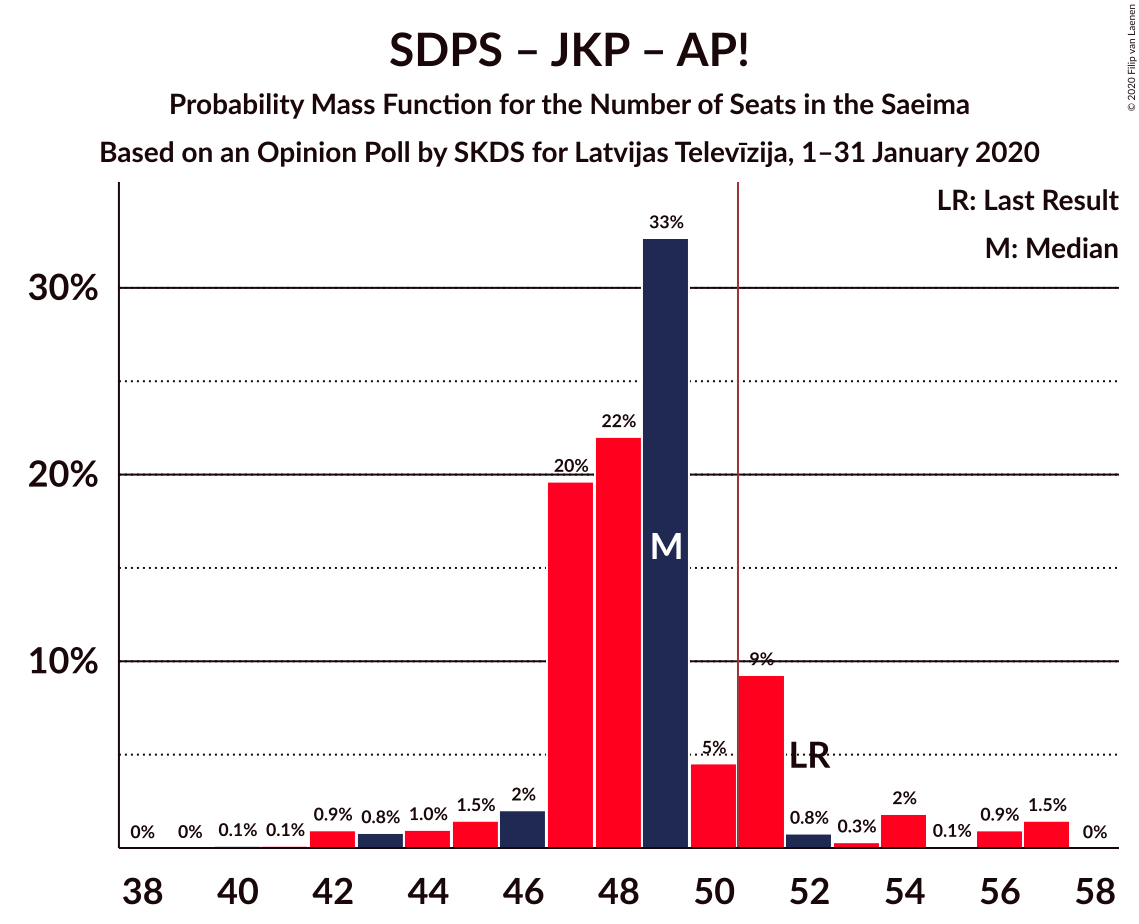 SDPS – JKP – AP!
Probability Mass Function for the Number of Seats in the Saeima
Based on an Opinion Poll by SKDS for Latvijas Televīzija, 1–31 January 2020
© 2020 Filip van Laenen
LR: Last Result
M: Median
30%
20%
10%
0%
0%
0.1%
0.1%
0.9%
0.8%
1.0%
1.5%
2%
20%
22%
33%
5%
9%
0.8%
0.3%
2%
0.1%
0.9%
1.5%
0%
M
LR
38 40 42 44 46 48 50 52 54 56 58